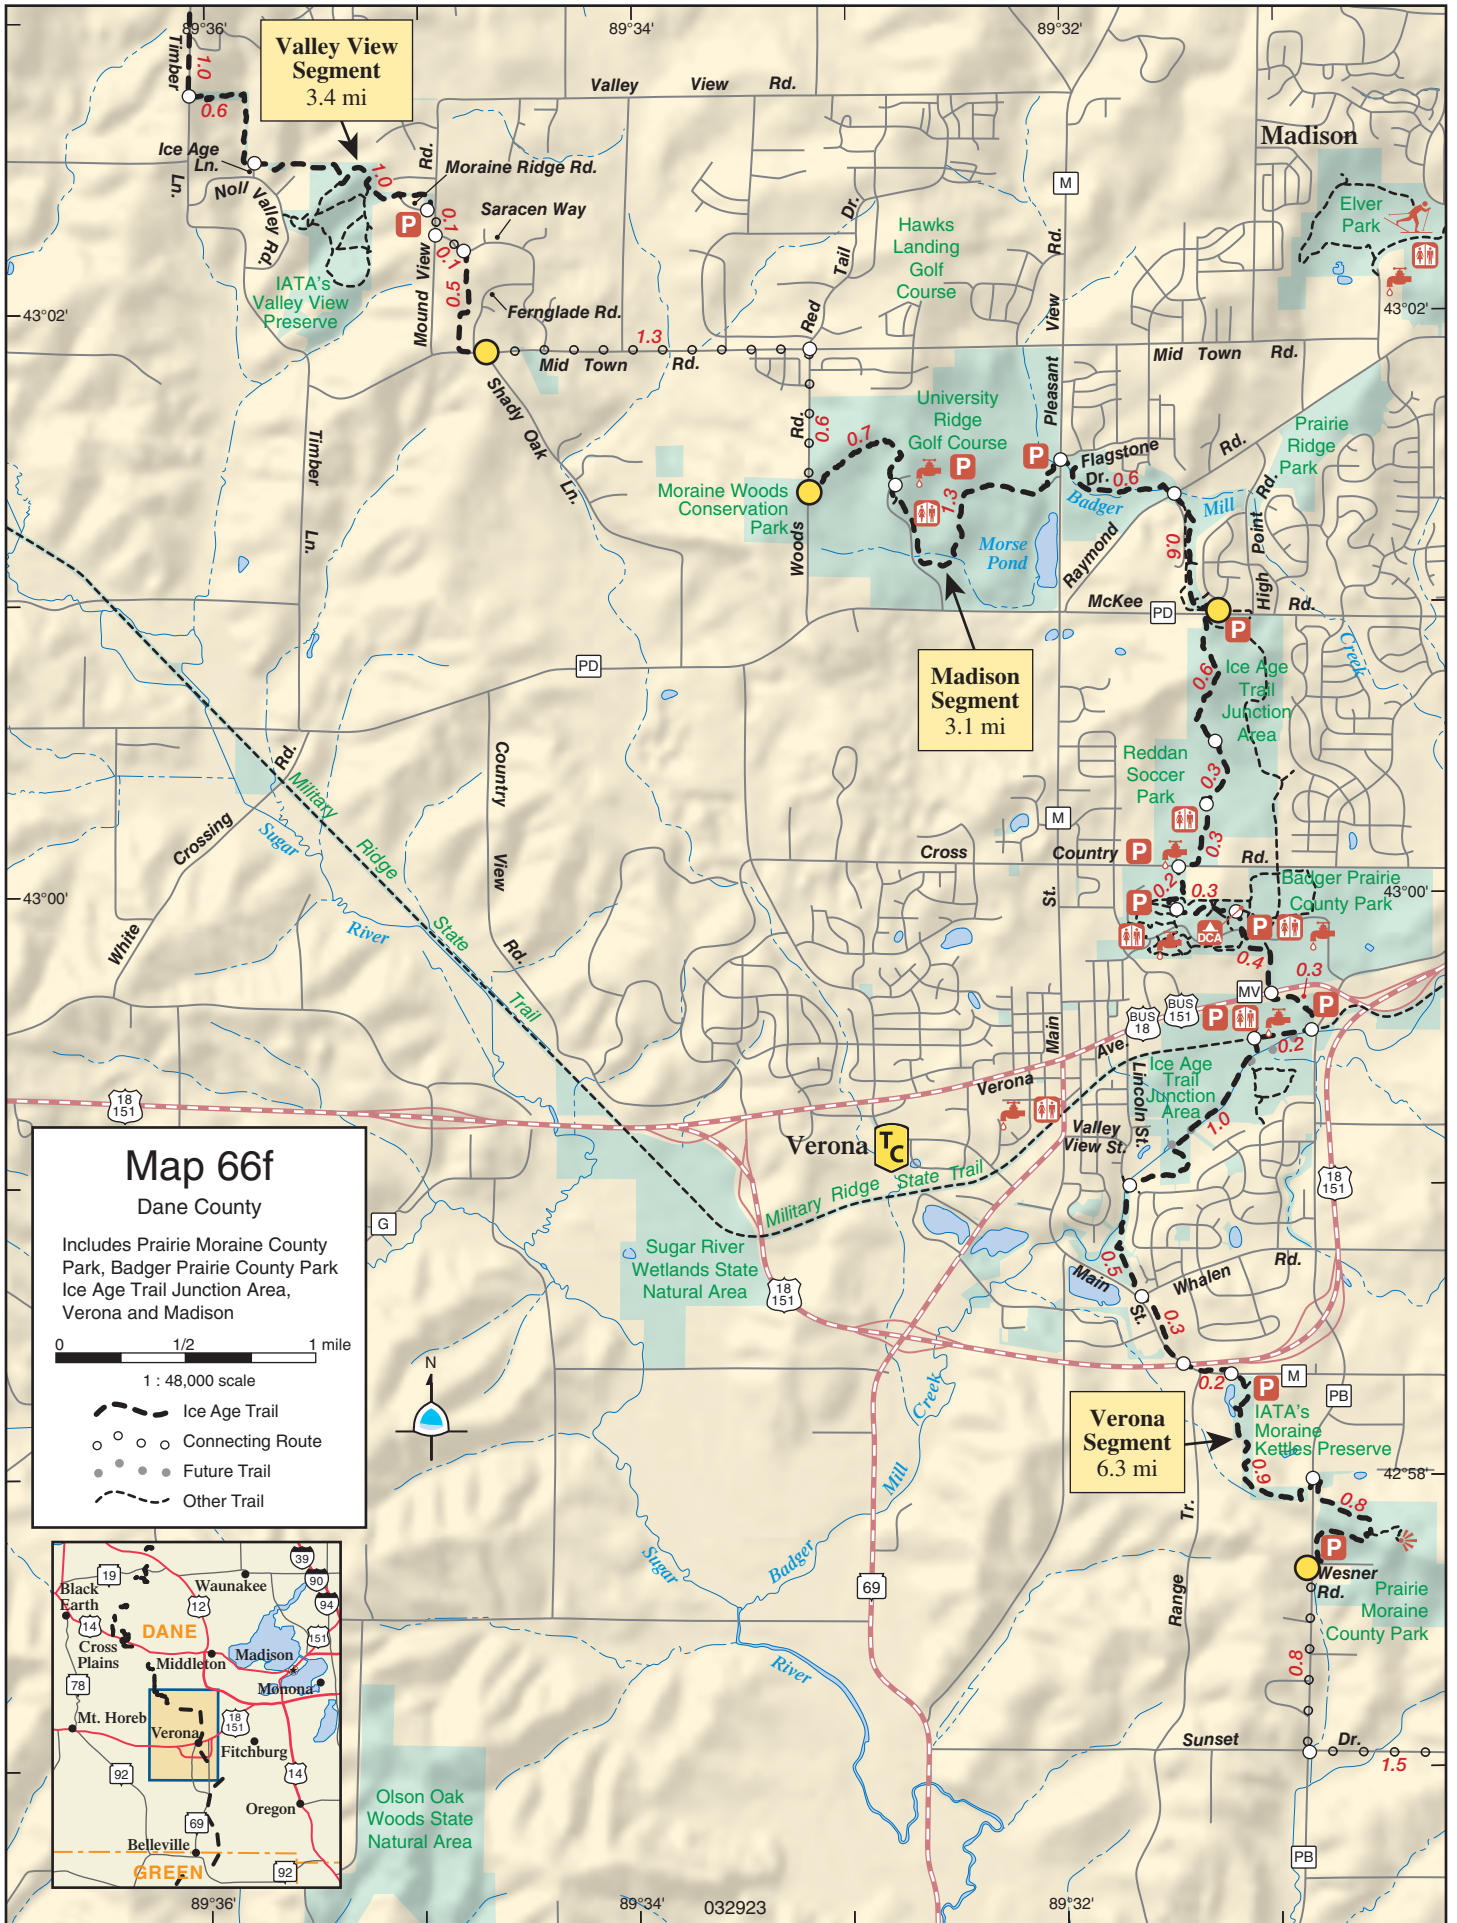 89°36'
89°34'
89°32'
Timber
1.0
0.6
Valley View
Segment
3.4 mi
Valley View Rd.
Madison
Ice Age
Ln.
Ln.
Noll Valley Rd.
1.0
Rd.
Moraine Ridge Rd.
Saracen Way
P
0.1
0.1
0.5
Mound View
IATA's
Valley View
Preserve
Fernglade Rd.
M
Elver
Park
Hawks
Landing
Golf
Course
Dr.
Tail
Red
Rd.
View
Pleasant
43°02'
43°02'
1.3
Mid Town Rd.
Mid Town Rd.
Shady Oak Ln.
Timber Ln.
Rd.
0.6
Woods
0.7
University
Ridge
Golf Course
P
P
1.3
Moraine Woods
Conservation
Park
Morse
Pond
Flagstone
Dr.
0.6
Badger
Mill
Creek
Raymond
Rd.
Prairie
Ridge
Park
High Point Rd.
0.6
McKee Rd.
PD
P
PD
Madison
Segment
3.1 mi
0.6
Ice Age
Trail
Junction
Area
0.3
Reddan
Soccer
Park
M
0.3
P
Cross Country Rd.
White Crossing Rd.
Military Ridge State Trail
Sugar
River
Country View Rd.
43°00'
43°00'
Badger Prairie
County Park
0.2
0.3
P
DCA
P
0.4
0.3
MV
P
P
0.2
BUS
18
BUS
151
St.
Main
Verona Ave.
Lincoln St.
Ice Age
Trail
Junction
Area
1.0
Valley
View St.
Verona
TC
Military Ridge State Trail
18
151
18
151
18
151
Sugar River
Wetlands State
Natural Area
G
0.5
Main
St.
Whalen Rd.
0.3
0.2
M
PB
P
Verona
Segment
6.3 mi
IATA's
Moraine
Kettles Preserve
0.9
42°58'
0.8
P
Wesner
Rd.
Prairie
Moraine
County Park
0.8
Range Tr.
Sunset Dr.
1.5
PB
69
Creek
Mill
Badger
Sugar
River
Map 66f
Dane County
Includes Prairie Moraine County
Park, Badger Prairie County Park
Ice Age Trail Junction Area,
Verona and Madison
0 1/2 1 mile
1 : 48,000 scale
Ice Age Trail
Connecting Route
Future Trail
Other Trail
N
39
90
94
19
Waunakee
Black
Earth
12
14
DANE
151
Cross
Plains
Middleton
Madison
Monona
78
Mt. Horeb
Verona
18
151
Fitchburg
92
14
Oregon
69
Belleville
GREEN
92
Olson Oak
Woods State
Natural Area
89°36'
89°34'
032923
89°32'